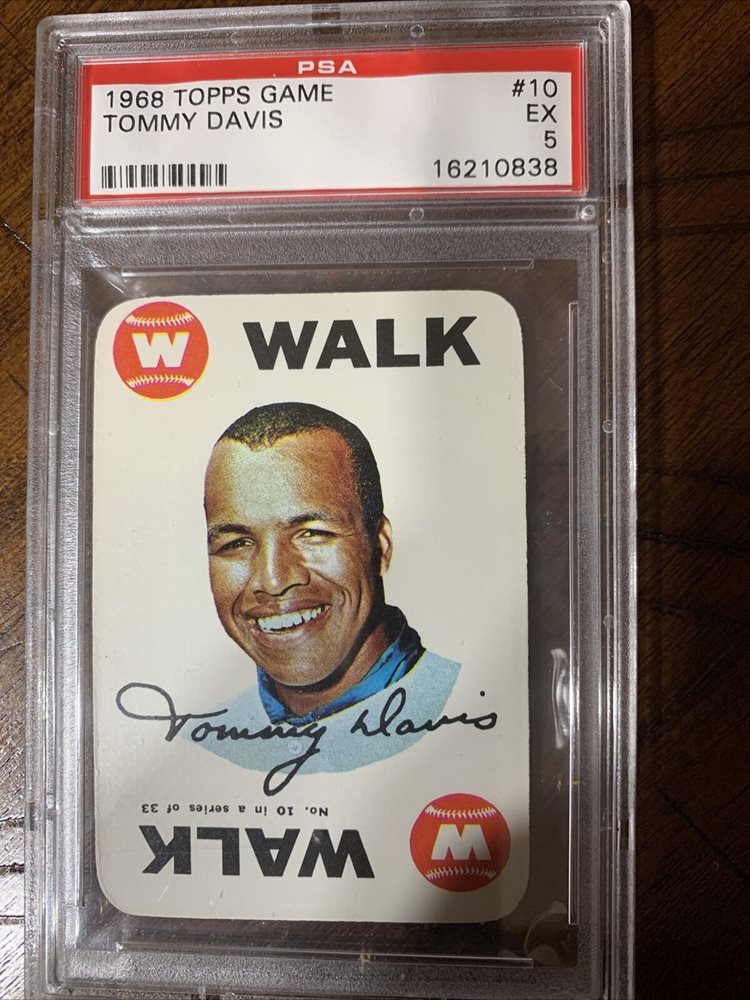 PSA
1968 TOPPS GAME #10
TOMMY DAVIS EX
5
16210838
W WALK
Tommy Davis
No. 10 in a series of 33
WALK W